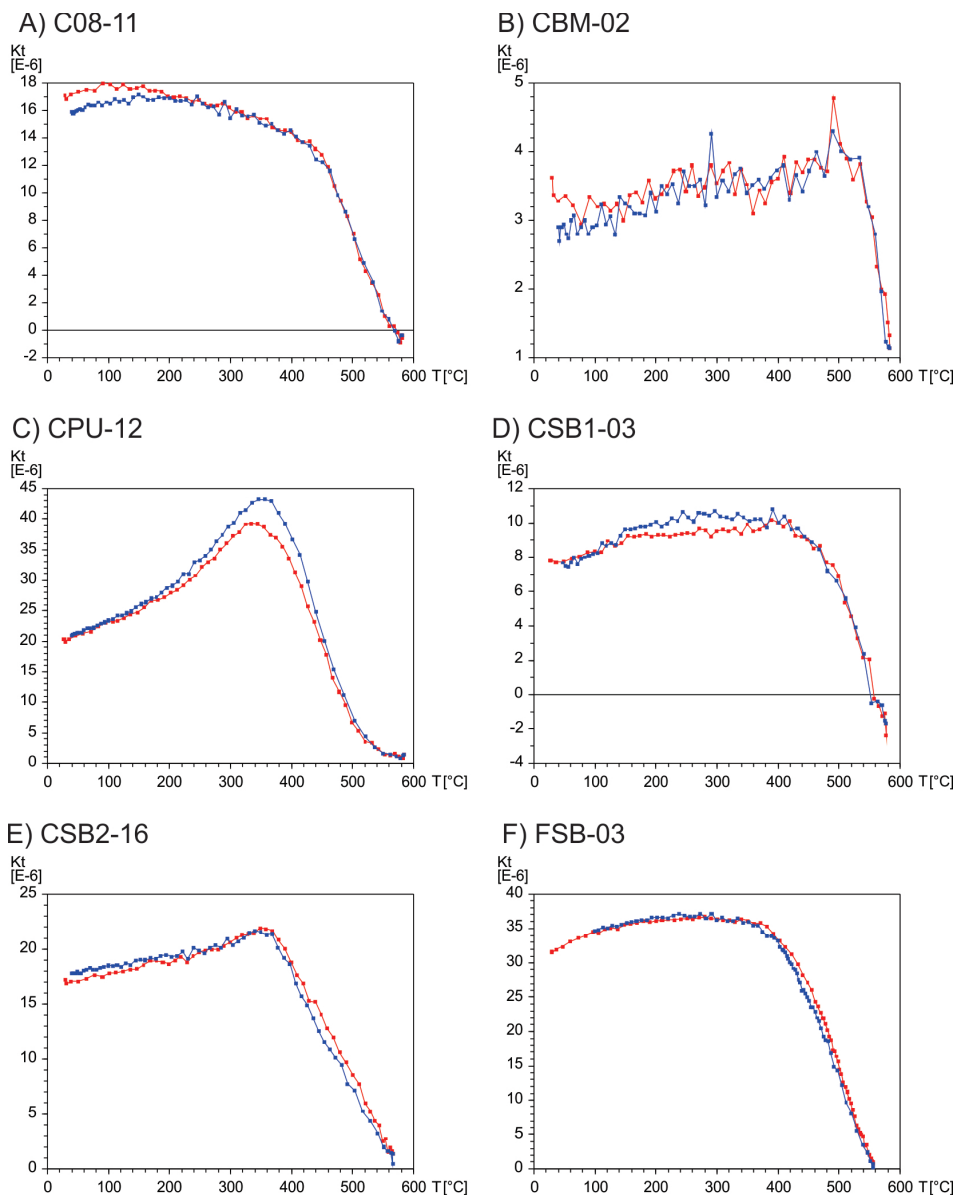 A) C08-11
B) CBM-02
Kt
[E-6]
18
16
14
12
10
8
6
4
2
0
-2
0 100 200 300 400 500 600 T [°C]
Kt
[E-6]
5
4
3
2
1
0 100 200 300 400 500 600 T [°C]
C) CPU-12
D) CSB1-03
Kt
[E-6]
45
40
35
30
25
20
15
10
5
0
0 100 200 300 400 500 600 T [°C]
Kt
[E-6]
12
10
8
6
4
2
0
-2
-4
0 100 200 300 400 500 600 T [°C]
E) CSB2-16
F) FSB-03
Kt
[E-6]
25
20
15
10
5
0
0 100 200 300 400 500 600 T [°C]
Kt
[E-6]
40
35
30
25
20
15
10
5
0
0 100 200 300 400 500 600 T [°C]